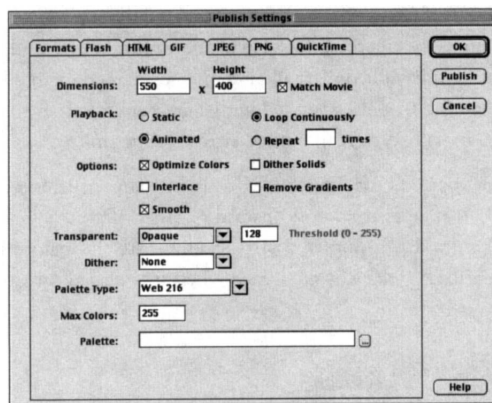 Publish Settings
Formats Flash HTML GIF JPEG PNG QuickTime
OK
Publish
Cancel
Width Height
Dimensions: 550 x 400 Match Movie
Playback: Static Loop Continuously
Animated Repeat times
Options: Optimize Colors Dither Solids
Interlace Remove Gradients
Smooth
Transparent: Opaque 128 Threshold (0 - 255)
Dither: None
Palette Type: Web 216
Max Colors: 255
Palette: ...
Help